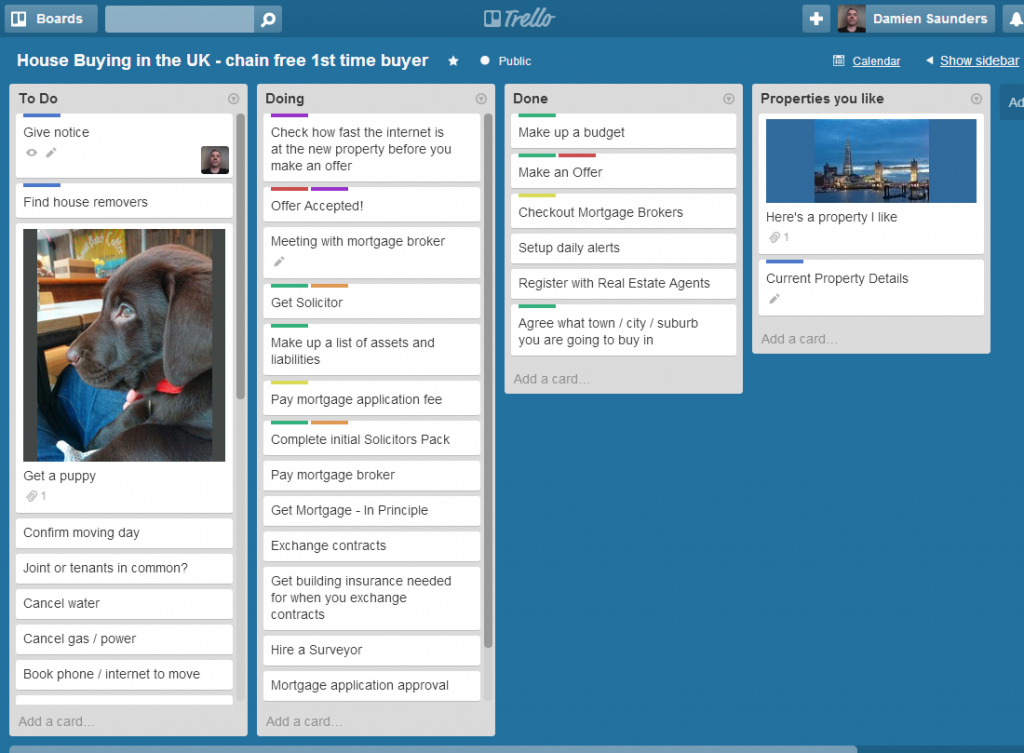 Boards
Trello
Damien Saunders
House Buying in the UK - chain free 1st time buyer
Public
Calendar
Show sidebar
To Do
Give notice
Find house removers
Get a puppy
1
Confirm moving day
Joint or tenants in common?
Cancel water
Cancel gas / power
Book phone / internet to move
Add a card...
Doing
Check how fast the internet is
at the new property before you
make an offer
Offer Accepted!
Meeting with mortgage broker
Get Solicitor
Make up a list of assets and
liabilities
Pay mortgage application fee
Complete initial Solicitors Pack
Pay mortgage broker
Get Mortgage - In Principle
Exchange contracts
Get building insurance needed
for when you exchange
contracts
Hire a Surveyor
Mortgage application approval
Add a card...
Done
Make up a budget
Make an Offer
Checkout Mortgage Brokers
Setup daily alerts
Register with Real Estate Agents
Agree what town / city / suburb
you are going to buy in
Add a card...
Properties you like
Here's a property I like
1
Current Property Details
Add a card...
Ad